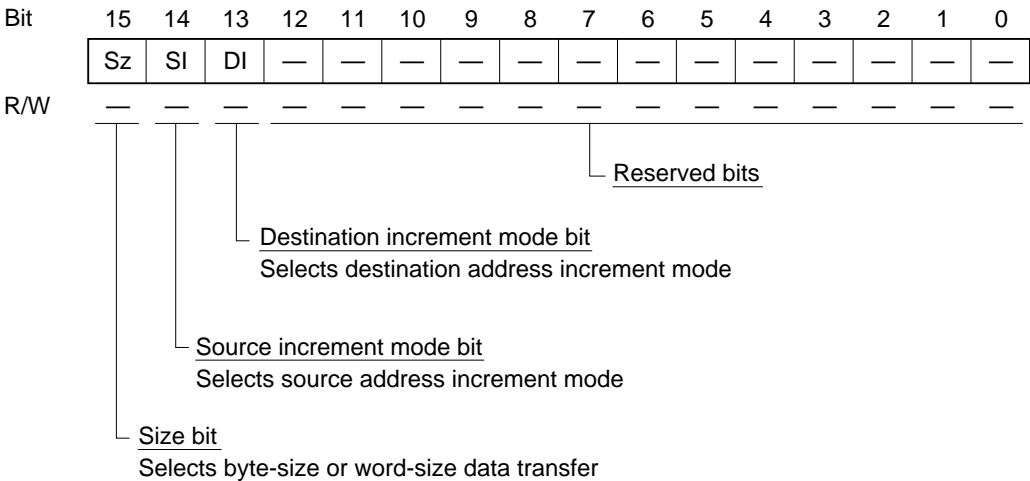 Bit 15 14 13 12 11 10 9 8 7 6 5 4 3 2 1 0
Sz SI DI — — — — — — — — — — — — —
R/W — — — — — — — — — — — — — — — —
Reserved bits
Destination increment mode bit
Selects destination address increment mode
Source increment mode bit
Selects source address increment mode
Size bit
Selects byte-size or word-size data transfer